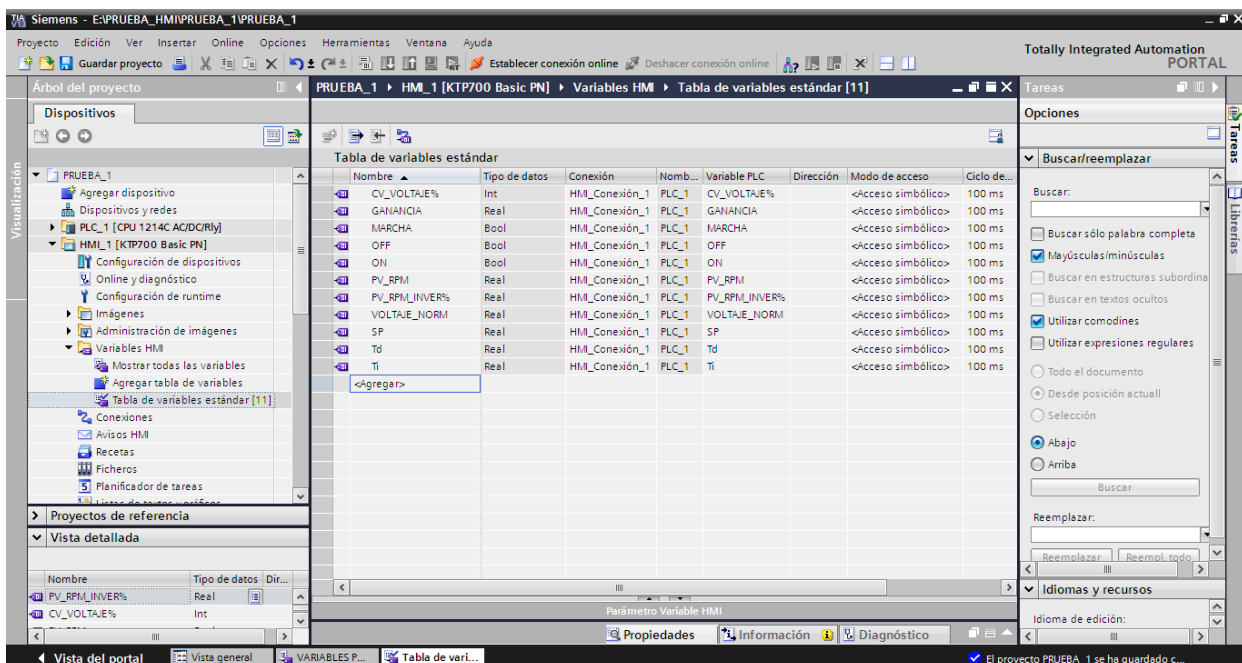 Siemens - E:\PRUEBA_HMI\PRUEBA_1\PRUEBA_1
Proyecto Edición Ver Insertar Online Opciones Herramientas Ventana Ayuda
Guardar proyecto Establecer conexión online Deshacer conexión online
Totally Integrated Automation
PORTAL
Árbol del proyecto
PRUEBA_1 HMI_1 [KTP700 Basic PN] Variables HMI Tabla de variables estándar [11]
Tareas
Dispositivos
Opciones
Visualización
Tareas
Librerías
PRUEBA_1
Agregar dispositivo
Dispositivos y redes
PLC_1 [CPU 1214C AC/DC/Rly]
HMI_1 [KTP700 Basic PN]
Configuración de dispositivos
Online y diagnóstico
Configuración de runtime
Imágenes
Administración de imágenes
Variables HMI
Mostrar todas las variables
Agregar tabla de variables
Tabla de variables estándar [11]
Conexiones
Avisos HMI
Recetas
Ficheros
Planificador de tareas
Listas de textos y gráficos
Proyectos de referencia
Vista detallada
Nombre Tipo de datos Dir...
PV_RPM_INVER% Real
CV_VOLTAJE% Int
Tabla de variables estándar
Nombre Tipo de datos Conexión Nomb... Variable PLC Dirección Modo de acceso Ciclo de...
CV_VOLTAJE% Int HMI_Conexión_1 PLC_1 CV_VOLTAJE% <Acceso simbólico> 100 ms
GANANCIA Real HMI_Conexión_1 PLC_1 GANANCIA <Acceso simbólico> 100 ms
MARCHA Bool HMI_Conexión_1 PLC_1 MARCHA <Acceso simbólico> 100 ms
OFF Bool HMI_Conexión_1 PLC_1 OFF <Acceso simbólico> 100 ms
ON Bool HMI_Conexión_1 PLC_1 ON <Acceso simbólico> 100 ms
PV_RPM Real HMI_Conexión_1 PLC_1 PV_RPM <Acceso simbólico> 100 ms
PV_RPM_INVER% Real HMI_Conexión_1 PLC_1 PV_RPM_INVER% <Acceso simbólico> 100 ms
VOLTAJE_NORM Real HMI_Conexión_1 PLC_1 VOLTAJE_NORM <Acceso simbólico> 100 ms
SP Real HMI_Conexión_1 PLC_1 SP <Acceso simbólico> 100 ms
Td Real HMI_Conexión_1 PLC_1 Td <Acceso simbólico> 100 ms
Ti Real HMI_Conexión_1 PLC_1 Ti <Acceso simbólico> 100 ms
<Agregar>
Parámetro Variable HMI
Propiedades Información Diagnóstico
Buscar/reemplazar
Buscar:
Buscar sólo palabra completa
Mayúsculas/minúsculas
Buscar en estructuras subordina
Buscar en textos ocultos
Utilizar comodines
Utilizar expresiones regulares
Todo el documento
Desde posición actuall
Selección
Abajo
Arriba
Buscar
Reemplazar:
Reemplazar Reempl. todo
Idiomas y recursos
Idioma de edición:
Vista del portal Vista general VARIABLES P... Tabla de vari...
El proyecto PRUEBA_1 se ha guardado c...